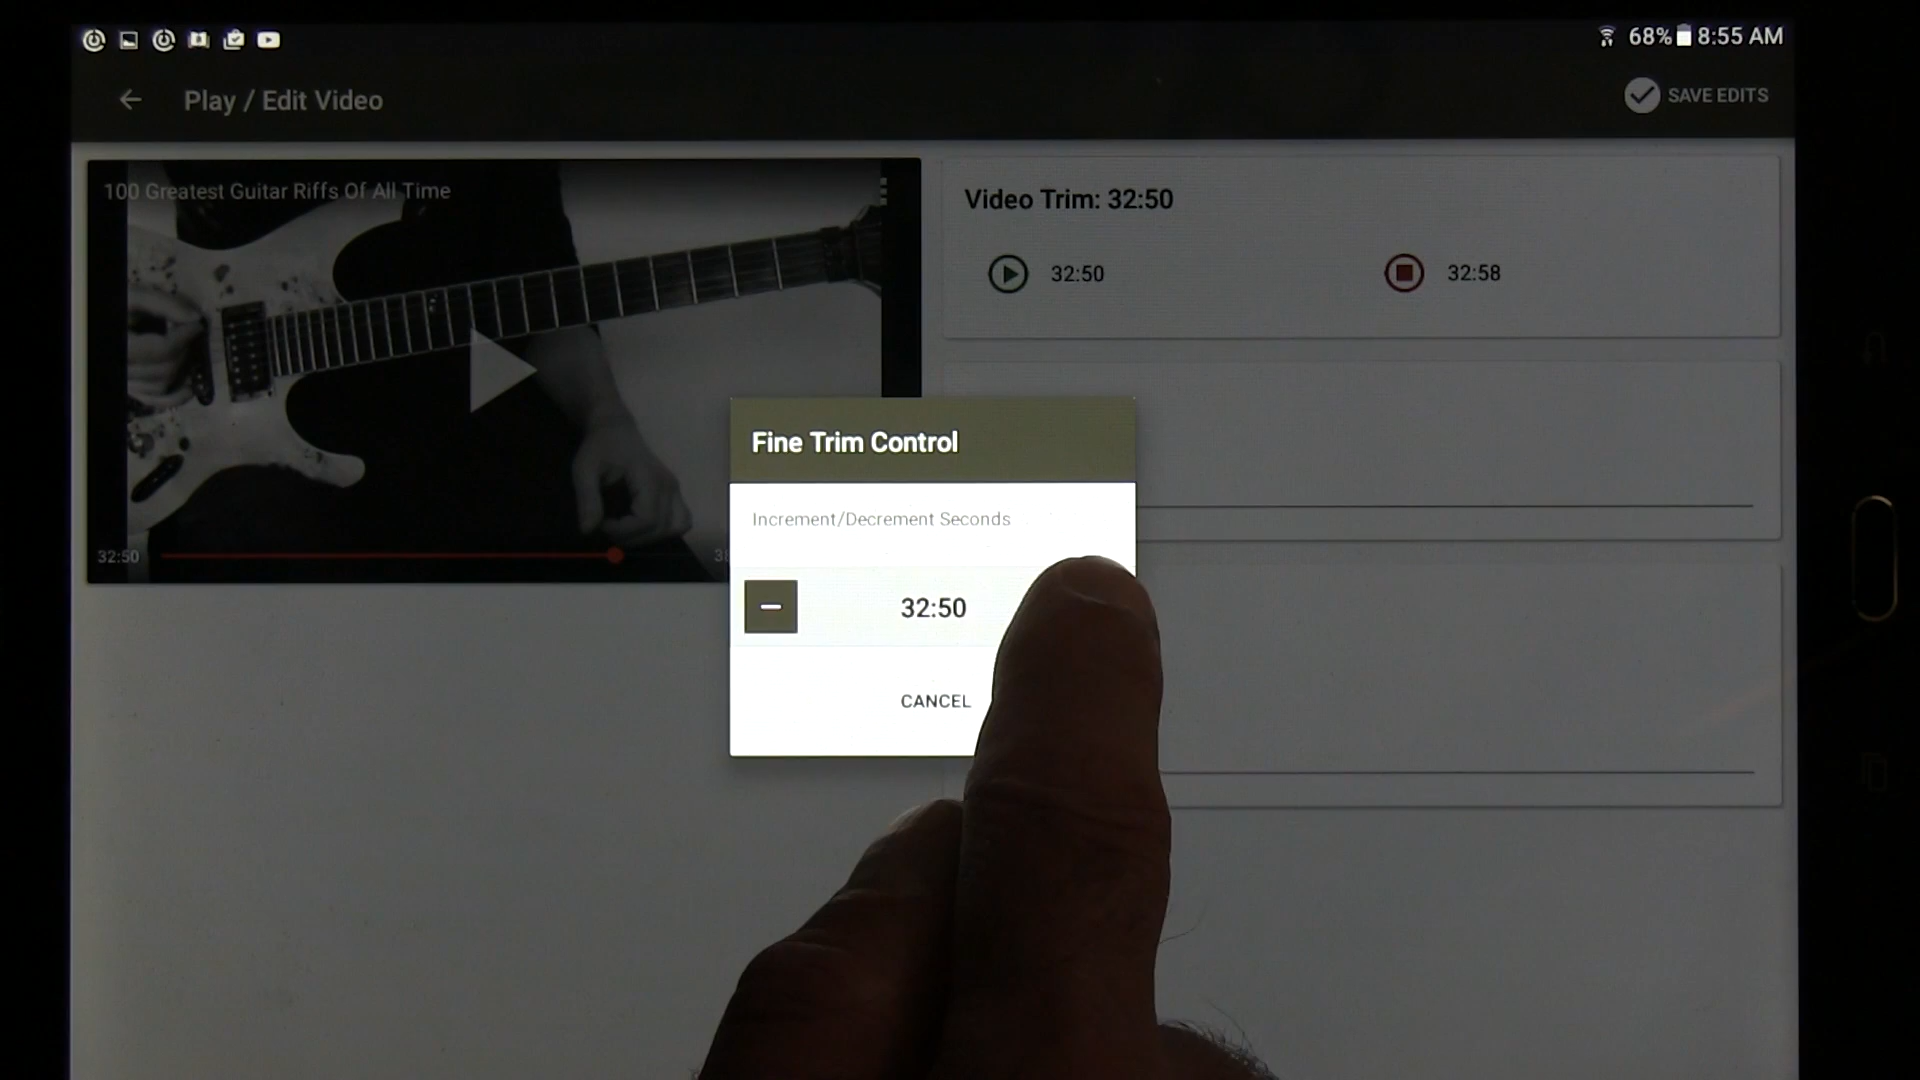 68% 8:55 AM
Play / Edit Video
SAVE EDITS
100 Greatest Guitar Riffs Of All Time
Video Trim: 32:50
32:50
32:58
32:50
Fine Trim Control
Increment/Decrement Seconds
32:50
CANCEL